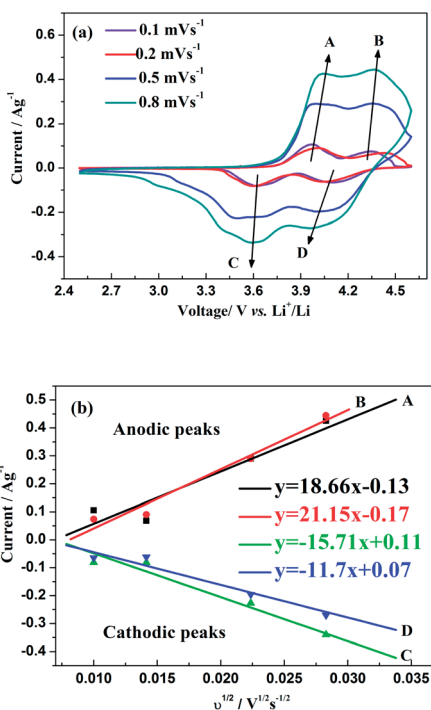 (a)
0.1 mVs⁻¹
0.2 mVs⁻¹
0.5 mVs⁻¹
0.8 mVs⁻¹
A
B
C
D
Current / Ag⁻¹
0.4
0.2
0.0
-0.2
-0.4
2.4 2.7 3.0 3.3 3.6 3.9 4.2 4.5
Voltage/ V vs. Li⁺/Li
(b)
Anodic peaks
B
A
y=18.66x-0.13
y=21.15x-0.17
y=-15.71x+0.11
y=-11.7x+0.07
Cathodic peaks
D
C
Current / Ag⁻¹
0.5
0.4
0.3
0.2
0.1
0.0
-0.1
-0.2
-0.3
-0.4
0.010 0.015 0.020 0.025 0.030 0.035
υ¹/² / V¹/²s⁻¹/²